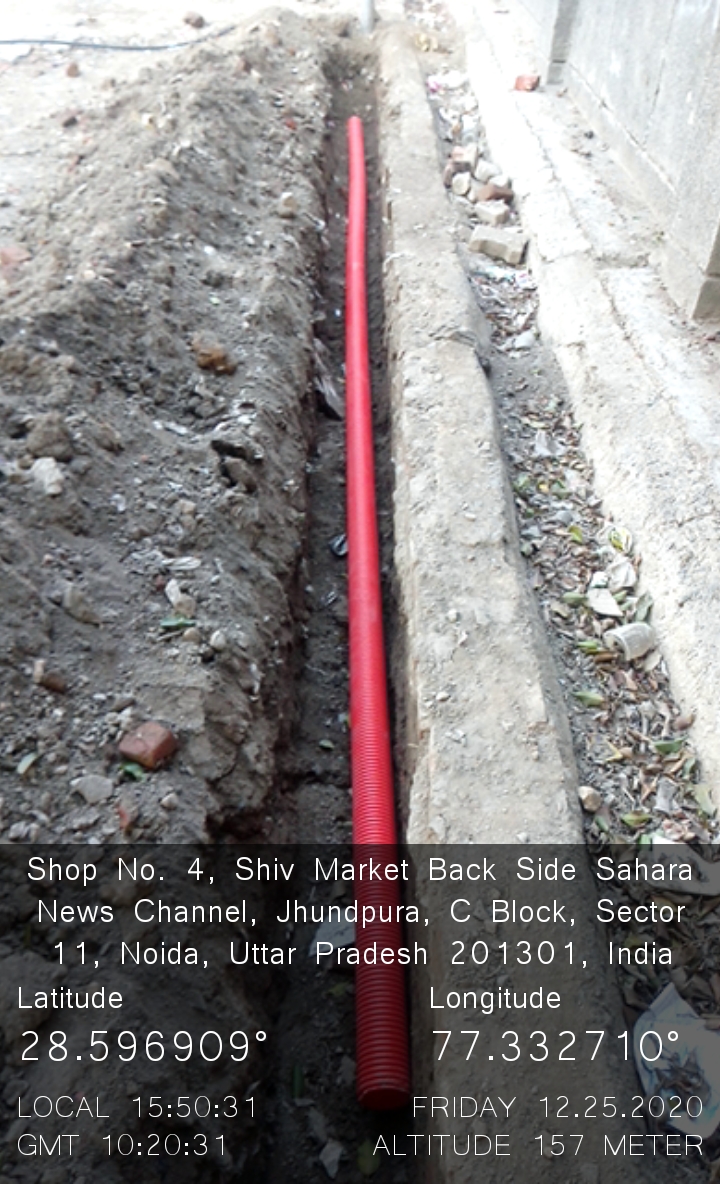 Shop No. 4, Shiv Market Back Side Sahara
News Channel, Jhundpura, C Block, Sector
11, Noida, Uttar Pradesh 201301, India
Latitude Longitude
28.596909° 77.332710°
LOCAL 15:50:31 FRIDAY 12.25.2020
GMT 10:20:31 ALTITUDE 157 METER